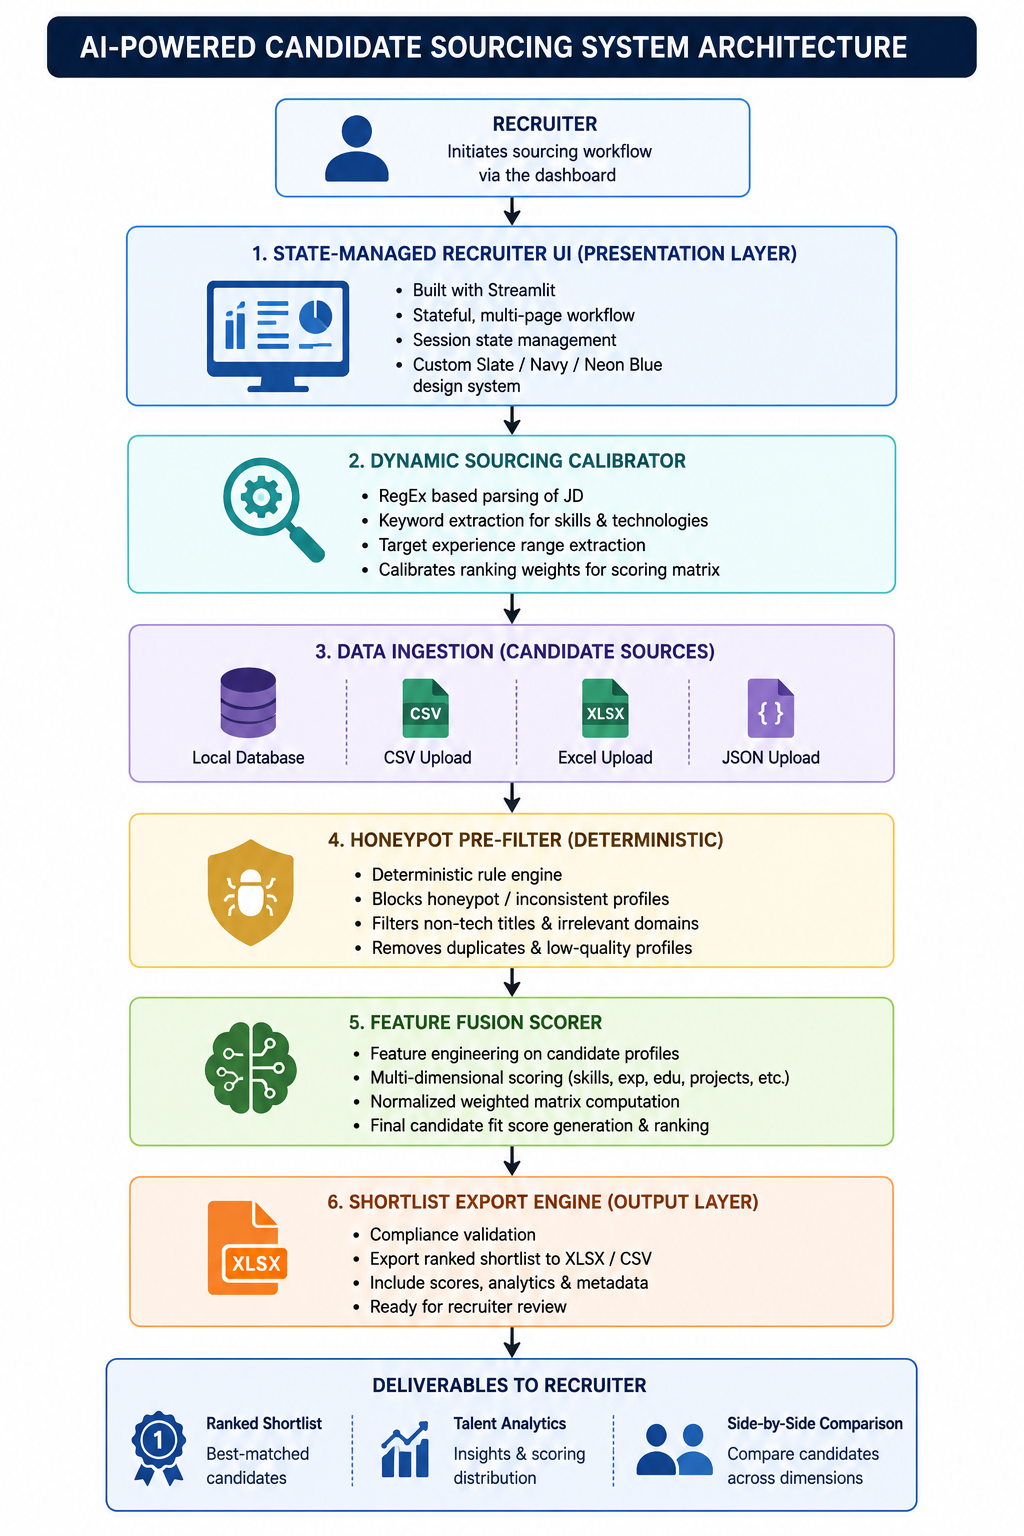 AI-POWERED CANDIDATE SOURCING SYSTEM ARCHITECTURE
RECRUITER
Initiates sourcing workflow
via the dashboard
1. STATE-MANAGED RECRUITER UI (PRESENTATION LAYER)
• Built with Streamlit
• Stateful, multi-page workflow
• Session state management
• Custom Slate / Navy / Neon Blue
design system
2. DYNAMIC SOURCING CALIBRATOR
• RegEx based parsing of JD
• Keyword extraction for skills & technologies
• Target experience range extraction
• Calibrates ranking weights for scoring matrix
3. DATA INGESTION (CANDIDATE SOURCES)
CSV
XLSX
{ }
Local Database
CSV Upload
Excel Upload
JSON Upload
4. HONEYPOT PRE-FILTER (DETERMINISTIC)
• Deterministic rule engine
• Blocks honeypot / inconsistent profiles
• Filters non-tech titles & irrelevant domains
• Removes duplicates & low-quality profiles
5. FEATURE FUSION SCORER
• Feature engineering on candidate profiles
• Multi-dimensional scoring (skills, exp, edu, projects, etc.)
• Normalized weighted matrix computation
• Final candidate fit score generation & ranking
6. SHORTLIST EXPORT ENGINE (OUTPUT LAYER)
XLSX
• Compliance validation
• Export ranked shortlist to XLSX / CSV
• Include scores, analytics & metadata
• Ready for recruiter review
DELIVERABLES TO RECRUITER
1
Ranked Shortlist
Best-matched
candidates
Talent Analytics
Insights & scoring
distribution
Side-by-Side Comparison
Compare candidates
across dimensions